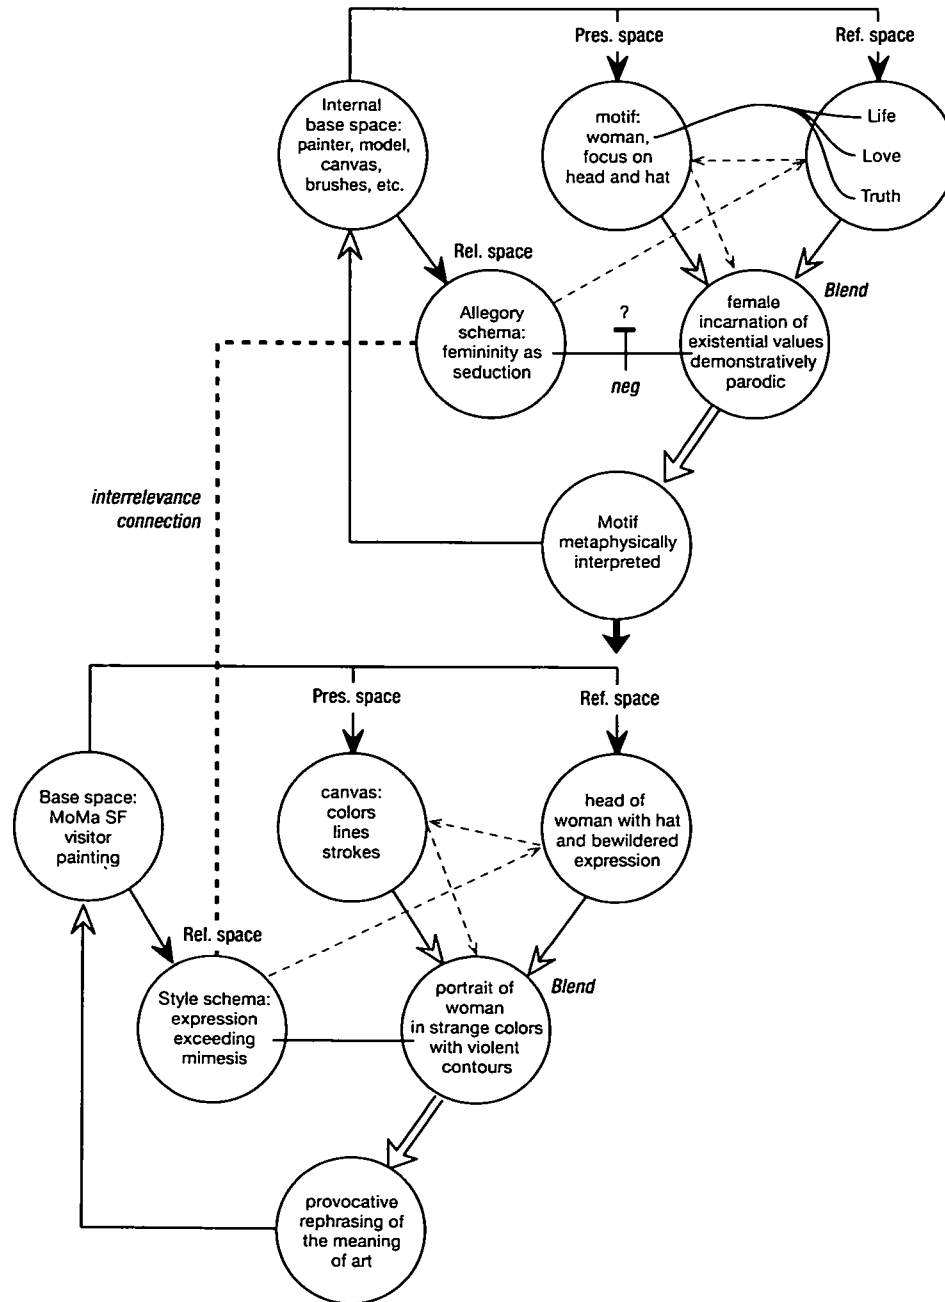 Pres. space
Ref. space
Internal
base space:
painter, model,
canvas,
brushes, etc.
motif:
woman,
focus on
head and hat
Life
Love
Truth
Rel. space
Blend
Allegory
schema:
femininity as
seduction
?
neg
female
incarnation of
existential values
demonstratively
parodic
interrelevance
connection
Motif
metaphysically
interpreted
Pres. space
Ref. space
Base space:
MoMa SF
visitor
painting
canvas:
colors
lines
strokes
head of
woman with hat
and bewildered
expression
Rel. space
Blend
Style schema:
expression
exceeding
mimesis
portrait of
woman
in strange colors
with violent
contours
provocative
rephrasing of
the meaning
of art